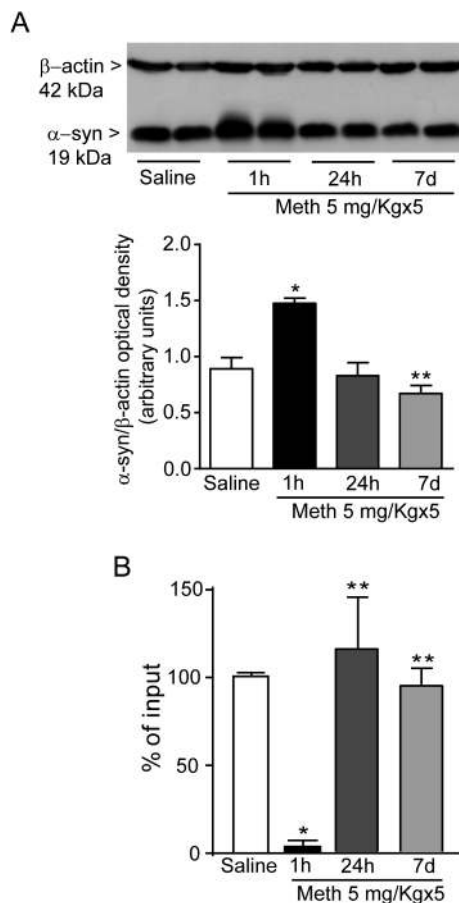 A
β–actin >
42 kDa
α–syn >
19 kDa
Saline
1h 24h 7d
Meth 5 mg/Kgx5
α-syn/β-actin optical density
(arbitrary units)
2.0
1.5
1.0
0.5
0.0
*
**
Saline 1h 24h 7d
Meth 5 mg/Kgx5
B
% of input
150
100
50
0
*
**
**
Saline 1h 24h 7d
Meth 5 mg/Kgx5